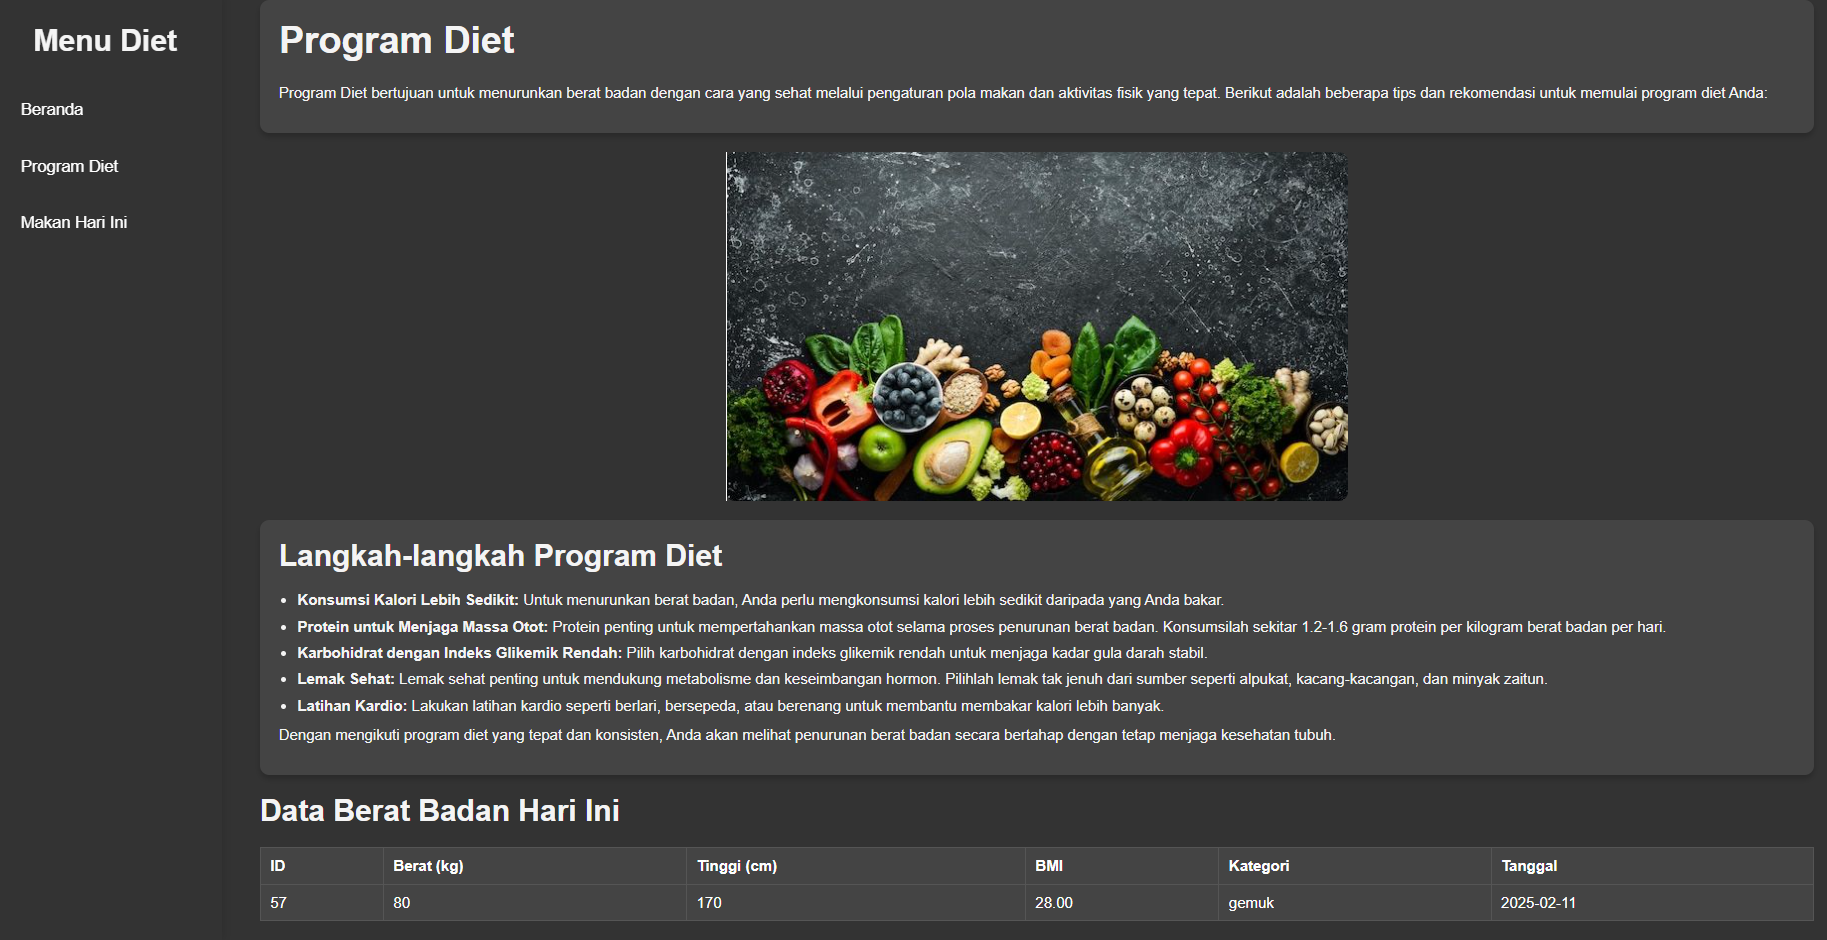 Menu Diet
Beranda
Program Diet
Makan Hari Ini
Program Diet
Program Diet bertujuan untuk menurunkan berat badan dengan cara yang sehat melalui pengaturan pola makan dan aktivitas fisik yang tepat. Berikut adalah beberapa tips dan rekomendasi untuk memulai program diet Anda:
Langkah-langkah Program Diet
• Konsumsi Kalori Lebih Sedikit: Untuk menurunkan berat badan, Anda perlu mengkonsumsi kalori lebih sedikit daripada yang Anda bakar.
• Protein untuk Menjaga Massa Otot: Protein penting untuk mempertahankan massa otot selama proses penurunan berat badan. Konsumsilah sekitar 1.2-1.6 gram protein per kilogram berat badan per hari.
• Karbohidrat dengan Indeks Glikemik Rendah: Pilih karbohidrat dengan indeks glikemik rendah untuk menjaga kadar gula darah stabil.
• Lemak Sehat: Lemak sehat penting untuk mendukung metabolisme dan keseimbangan hormon. Pilihlah lemak tak jenuh dari sumber seperti alpukat, kacang-kacangan, dan minyak zaitun.
• Latihan Kardio: Lakukan latihan kardio seperti berlari, bersepeda, atau berenang untuk membantu membakar kalori lebih banyak.
Dengan mengikuti program diet yang tepat dan konsisten, Anda akan melihat penurunan berat badan secara bertahap dengan tetap menjaga kesehatan tubuh.
Data Berat Badan Hari Ini
ID Berat (kg) Tinggi (cm) BMI Kategori Tanggal
57 80 170 28.00 gemuk 2025-02-11